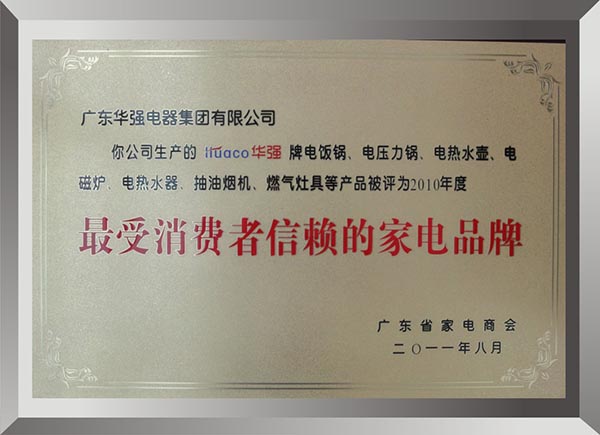 广东华强电器集团有限公司
你公司生产的 Huaco华强 牌电饭锅、电压力锅、电热水壶、电
磁炉、电热水器、抽油烟机、燃气灶具等产品被评为2010年度
最受消费者信赖的家电品牌
广东省家电商会
二〇一一年八月